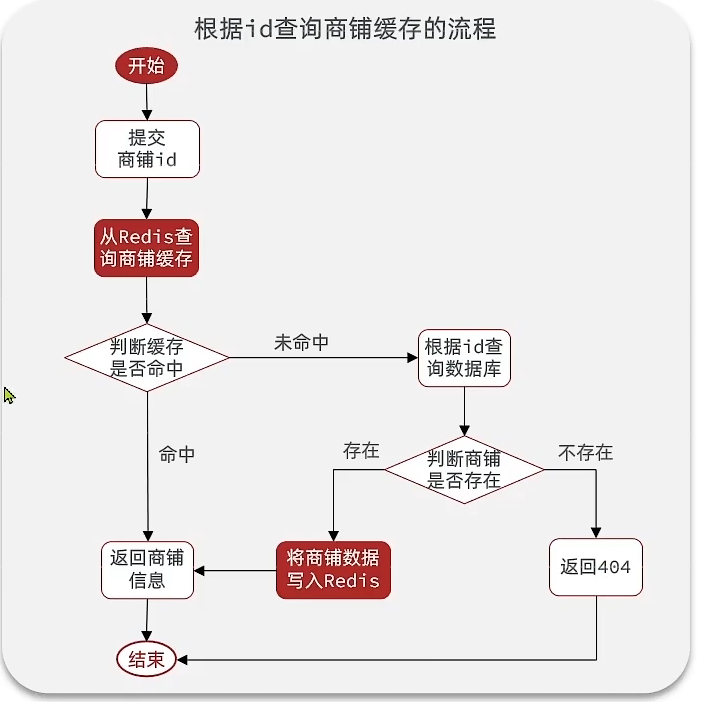 根据id查询商铺缓存的流程
开始
提交
商铺id
从Redis查
询商铺缓存
判断缓存
是否命中
未命中
根据id查
询数据库
命中
判断商铺
是否存在
存在
不存在
返回商铺
信息
将商铺数据
写入Redis
返回404
结束